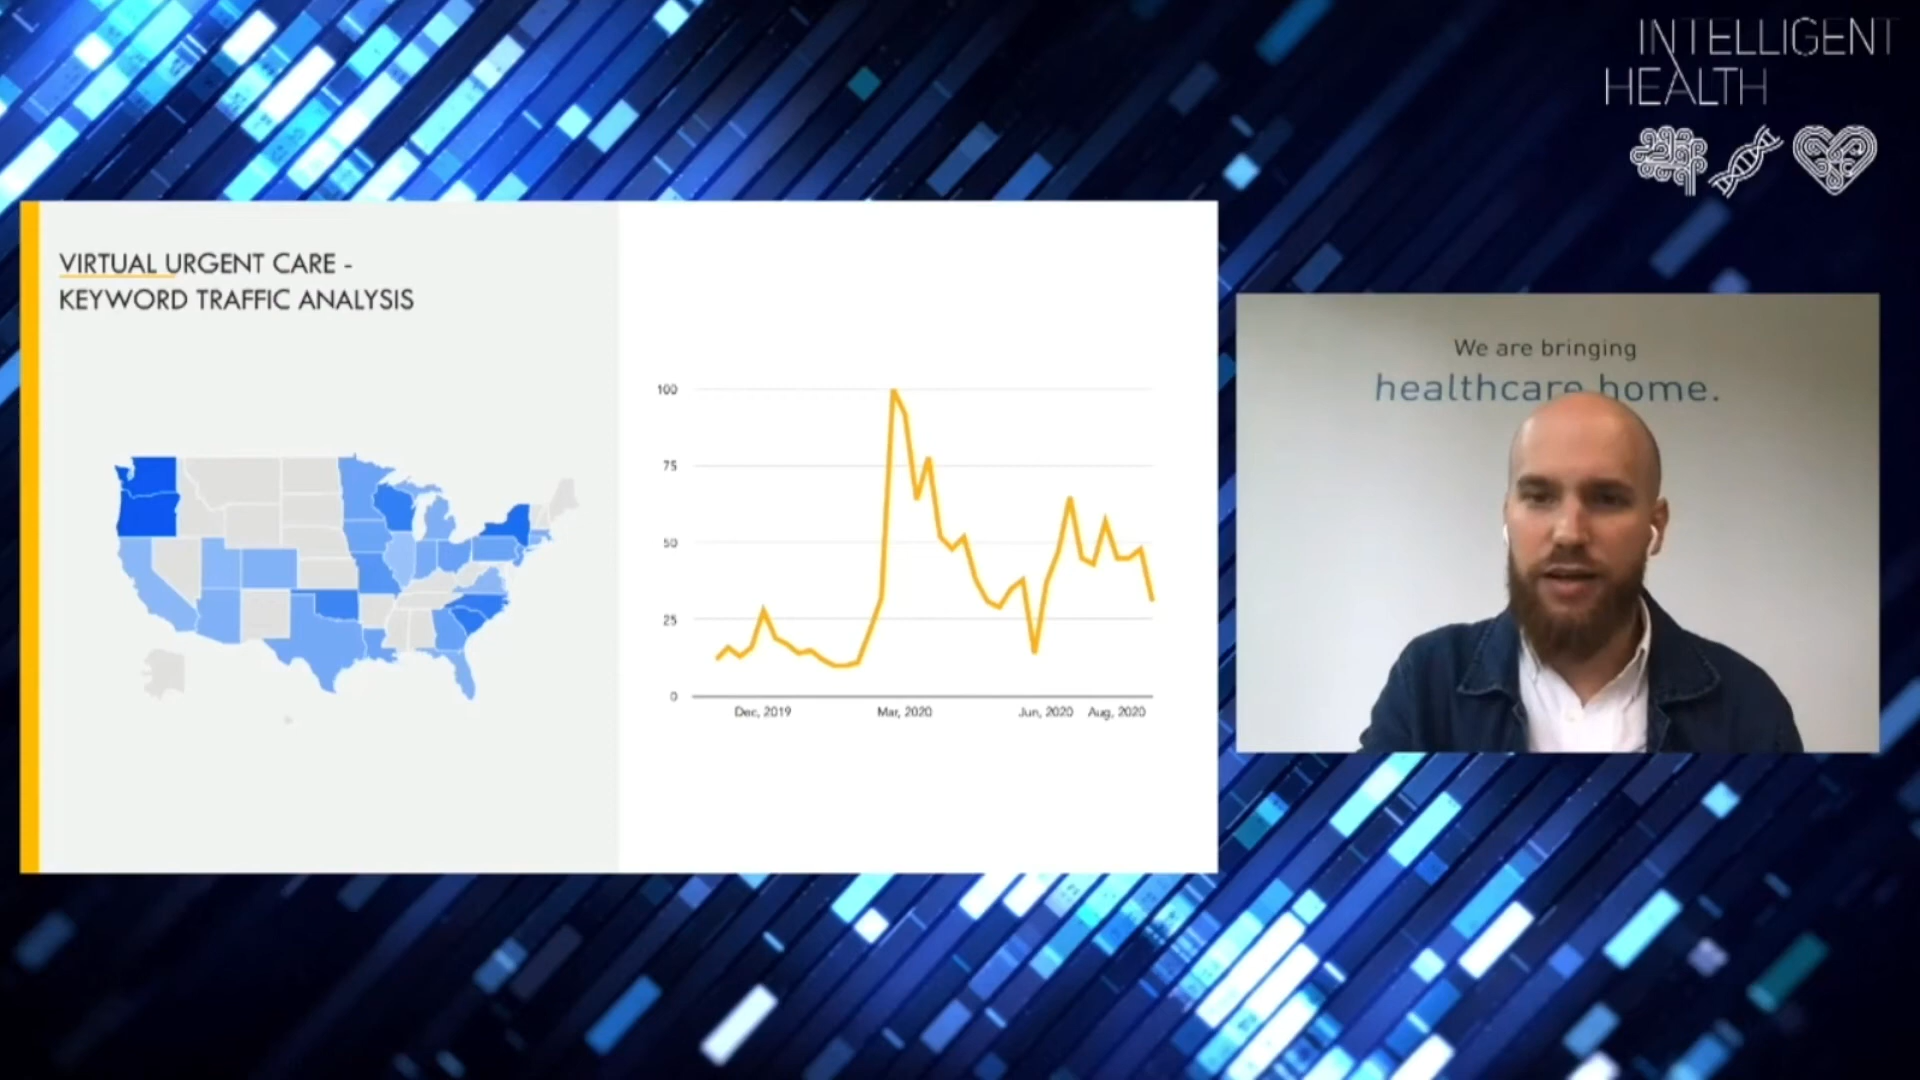 INTELLIGENT
HEALTH
VIRTUAL URGENT CARE -
KEYWORD TRAFFIC ANALYSIS
100
75
50
25
0
Dec, 2019
Mar, 2020
Jun, 2020
Aug, 2020
We are bringing
healthcare home.